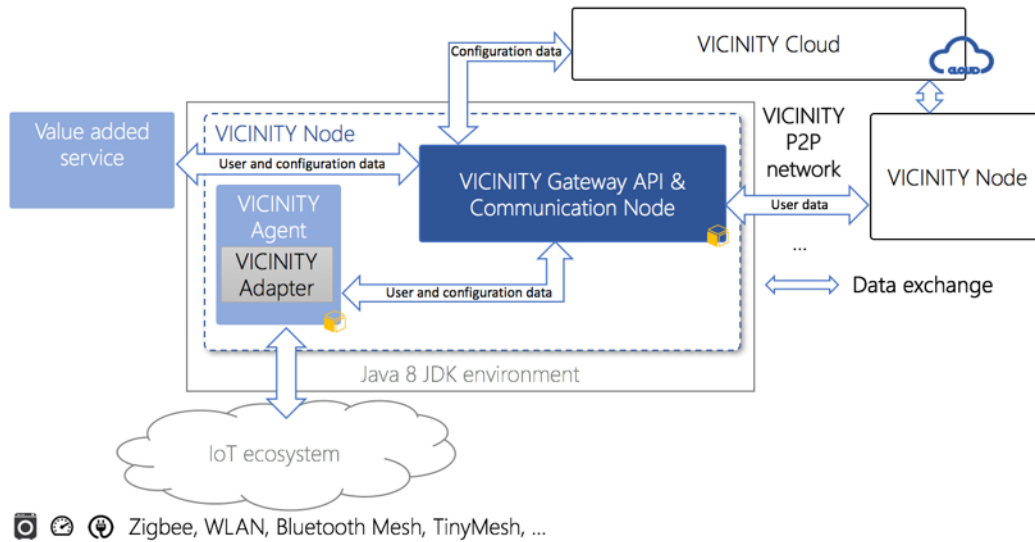 Configuration data
VICINITY Cloud
CLOUD
Value added
service
VICINITY Node
User and configuration data
VICINITY Gateway API &
Communication Node
VICINITY
P2P
network
VICINITY Node
User data
...
VICINITY
Agent
VICINITY
Adapter
User and configuration data
Data exchange
Java 8 JDK environment
IoT ecosystem
Zigbee, WLAN, Bluetooth Mesh, TinyMesh, ...